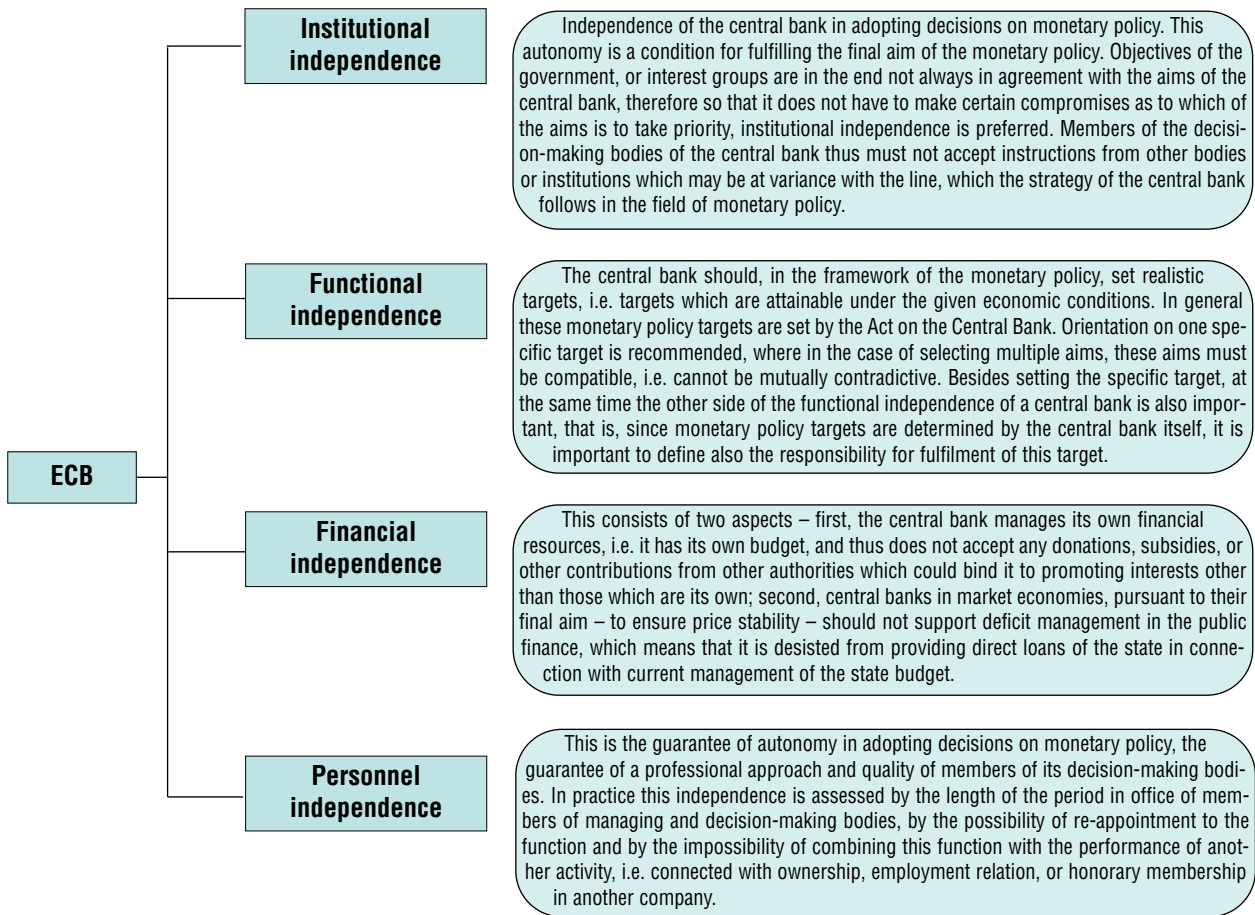 Institutional
independence
Independence of the central bank in adopting decisions on monetary policy. This
autonomy is a condition for fulfilling the final aim of the monetary policy. Objectives of the
government, or interest groups are in the end not always in agreement with the aims of the
central bank, therefore so that it does not have to make certain compromises as to which of
the aims is to take priority, institutional independence is preferred. Members of the decisi-
on-making bodies of the central bank thus must not accept instructions from other bodies
or institutions which may be at variance with the line, which the strategy of the central bank
follows in the field of monetary policy.
Functional
independence
The central bank should, in the framework of the monetary policy, set realistic
targets, i.e. targets which are attainable under the given economic conditions. In general
these monetary policy targets are set by the Act on the Central Bank. Orientation on one spe-
cific target is recommended, where in the case of selecting multiple aims, these aims must
be compatible, i.e. cannot be mutually contradictive. Besides setting the specific target, at
the same time the other side of the functional independence of a central bank is also impor-
tant, that is, since monetary policy targets are determined by the central bank itself, it is
important to define also the responsibility for fulfilment of this target.
ECB
Financial
independence
This consists of two aspects – first, the central bank manages its own financial
resources, i.e. it has its own budget, and thus does not accept any donations, subsidies, or
other contributions from other authorities which could bind it to promoting interests other
than those which are its own; second, central banks in market economies, pursuant to their
final aim – to ensure price stability – should not support deficit management in the public
finance, which means that it is desisted from providing direct loans of the state in conne-
ction with current management of the state budget.
Personnel
independence
This is the guarantee of autonomy in adopting decisions on monetary policy, the
guarantee of a professional approach and quality of members of its decision-making bodi-
es. In practice this independence is assessed by the length of the period in office of mem-
bers of managing and decision-making bodies, by the possibility of re-appointment to the
function and by the impossibility of combining this function with the performance of anot-
her activity, i.e. connected with ownership, employment relation, or honorary membership
in another company.